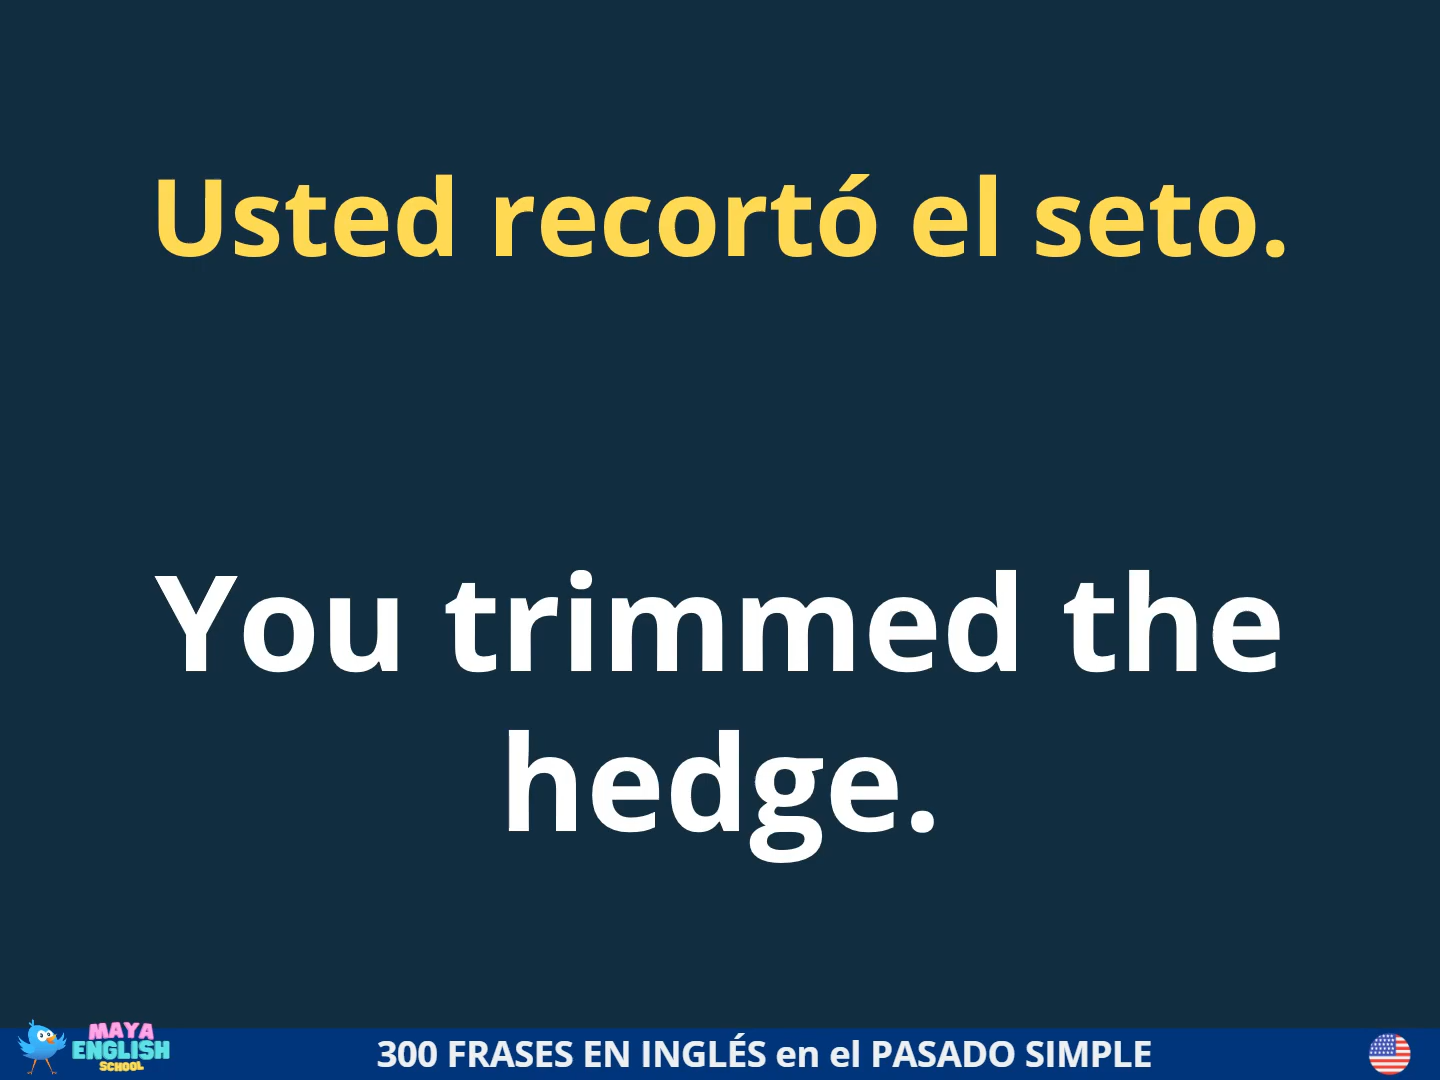 Usted recortó el seto.
You trimmed the
hedge.
MAYA
ENGLISH
SCHOOL
300 FRASES EN INGLÉS en el PASADO SIMPLE